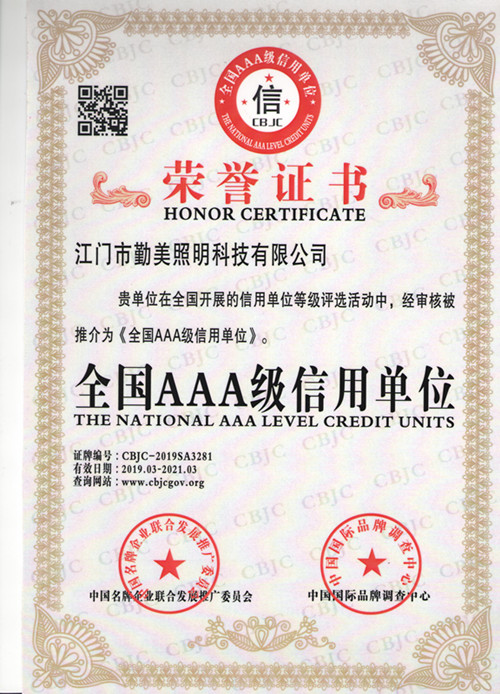 全国AAA级信用单位
信
CBJC
THE NATIONAL AAA LEVEL CREDIT UNITS
荣誉证书
HONOR CERTIFICATE
江门市勤美照明科技有限公司
贵单位在全国开展的信用单位等级评选活动中，经审核被
推介为《全国AAA级信用单位》。
全国AAA级信用单位
THE NATIONAL AAA LEVEL CREDIT UNITS
证牌编号：CBJC-2019SA3281
有效日期：2019.03-2021.03
查询网站：www.cbjcgov.org
中国名牌企业联合发展推广委员会
中国国际品牌调查中心
中国名牌企业联合发展推广委员会
中国国际品牌调查中心